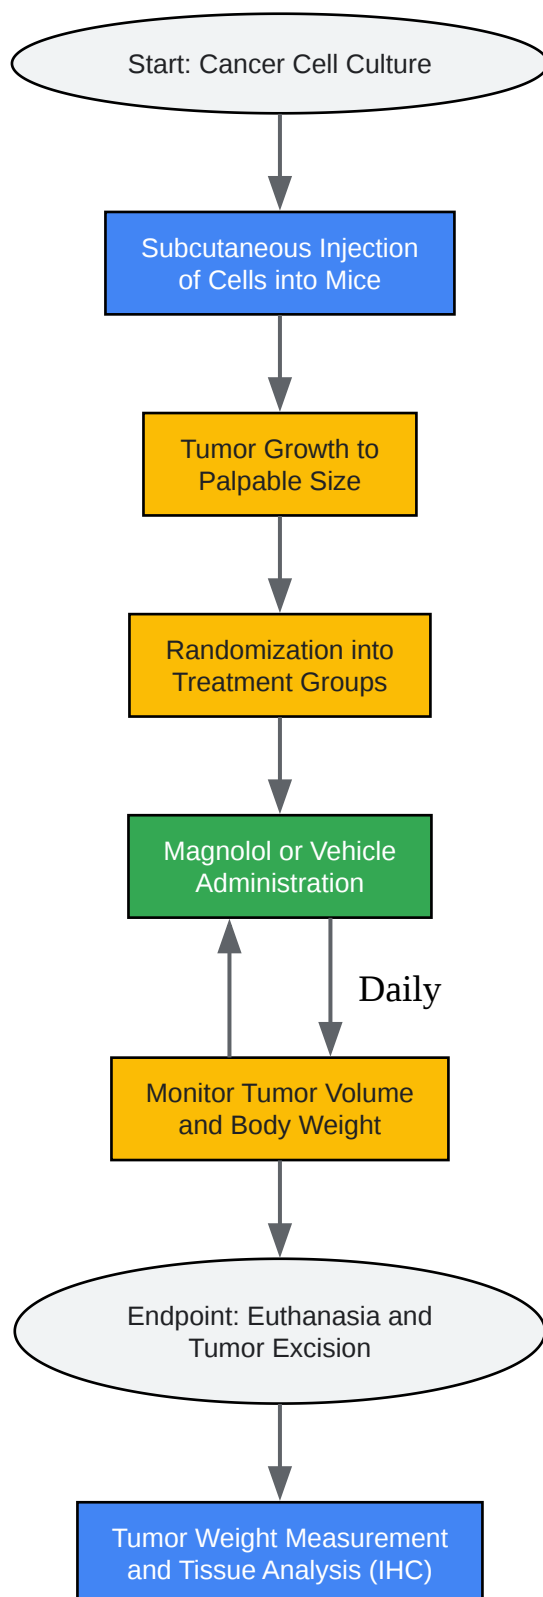 Start: Cancer Cell Culture
Subcutaneous Injection
of Cells into Mice
Tumor Growth to
Palpable Size
Randomization into
Treatment Groups
Magnolol or Vehicle
Administration
Daily
Monitor Tumor Volume
and Body Weight
Endpoint: Euthanasia and
Tumor Excision
Tumor Weight Measurement
and Tissue Analysis (IHC)